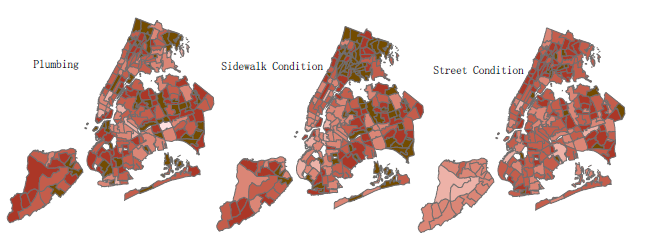 Plumbing
Sidewalk Condition
Street Condition